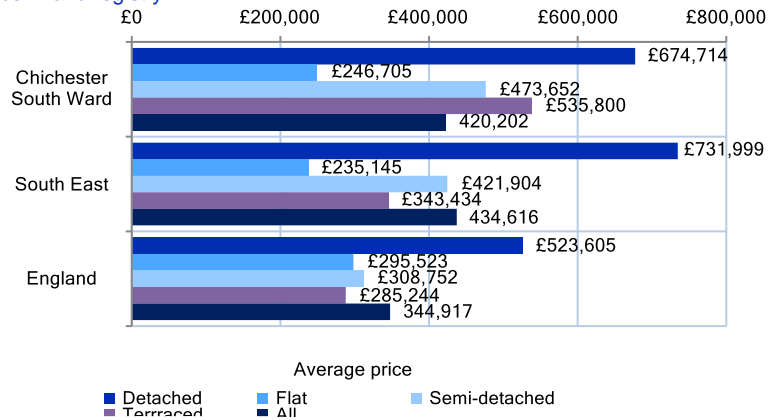 £0 £200,000 £400,000 £600,000 £800,000
Chichester
South Ward
£674,714
£246,705
£473,652
£535,800
420,202
South East
£731,999
£235,145
£421,904
£343,434
434,616
England
£523,605
£295,523
£308,752
£285,244
344,917
Average price
Detached Flat Semi-detached
Terrraced All